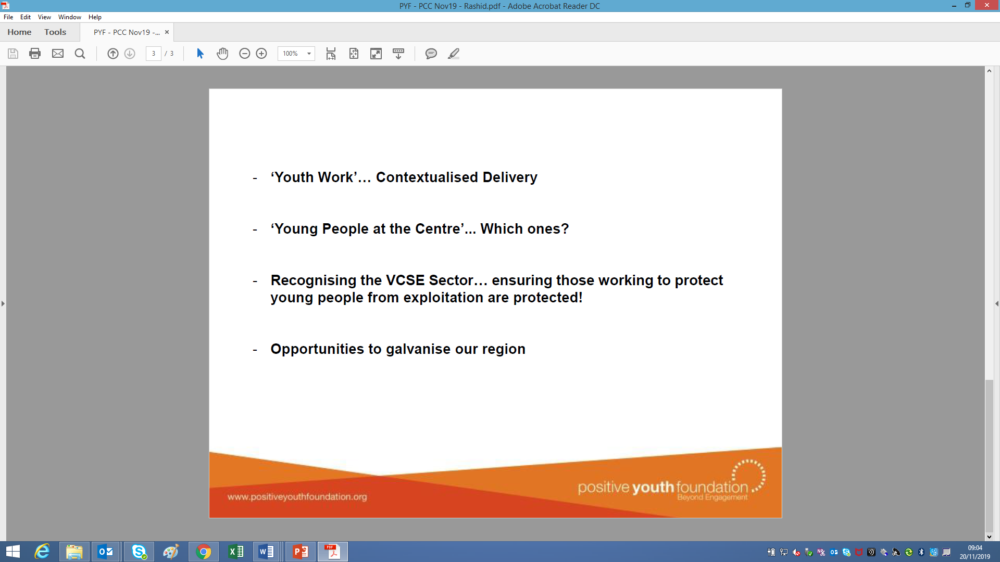 PYF - PCC Nov19 - Rashid.pdf - Adobe Acrobat Reader DC
File Edit View Window Help
Home Tools PYF - PCC Nov19 -... ×
3 / 3 100%
- ‘Youth Work’… Contextualised Delivery
- ‘Young People at the Centre’... Which ones?
- Recognising the VCSE Sector… ensuring those working to protect
young people from exploitation are protected!
- Opportunities to galvanise our region
www.positiveyouthfoundation.org
positive youth foundation
Beyond Engagement
09:04
20/11/2019